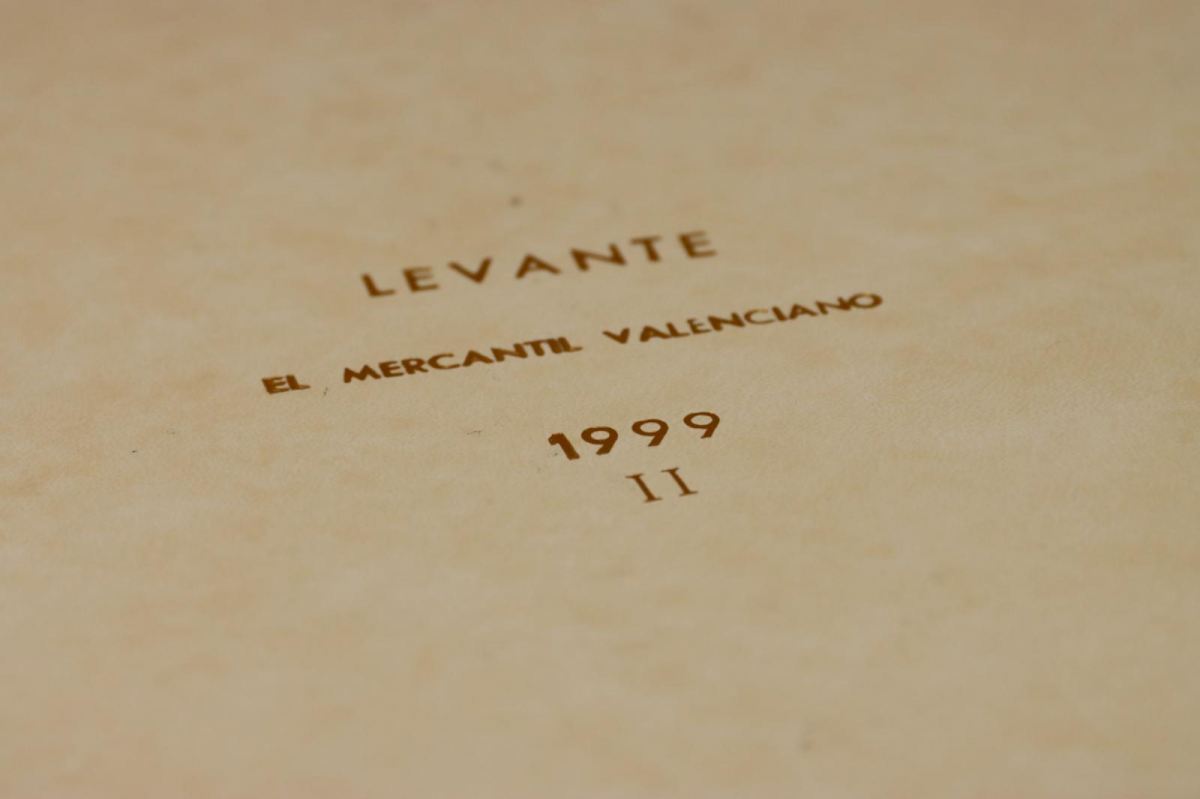 LEVANTE
EL MERCANTIL VALENCIANO
1999
II